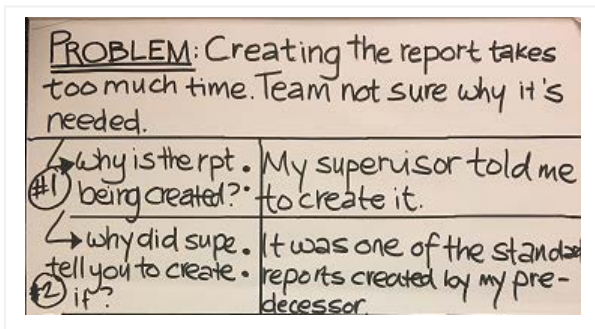 PROBLEM: Creating the report takes
too much time. Team not sure why it's
needed.
#1 why is the rpt. being created?
My supervisor told me
to create it.
#2 why did supe. tell you to create if?
It was one of the standad
reports created by my pre-
decessor